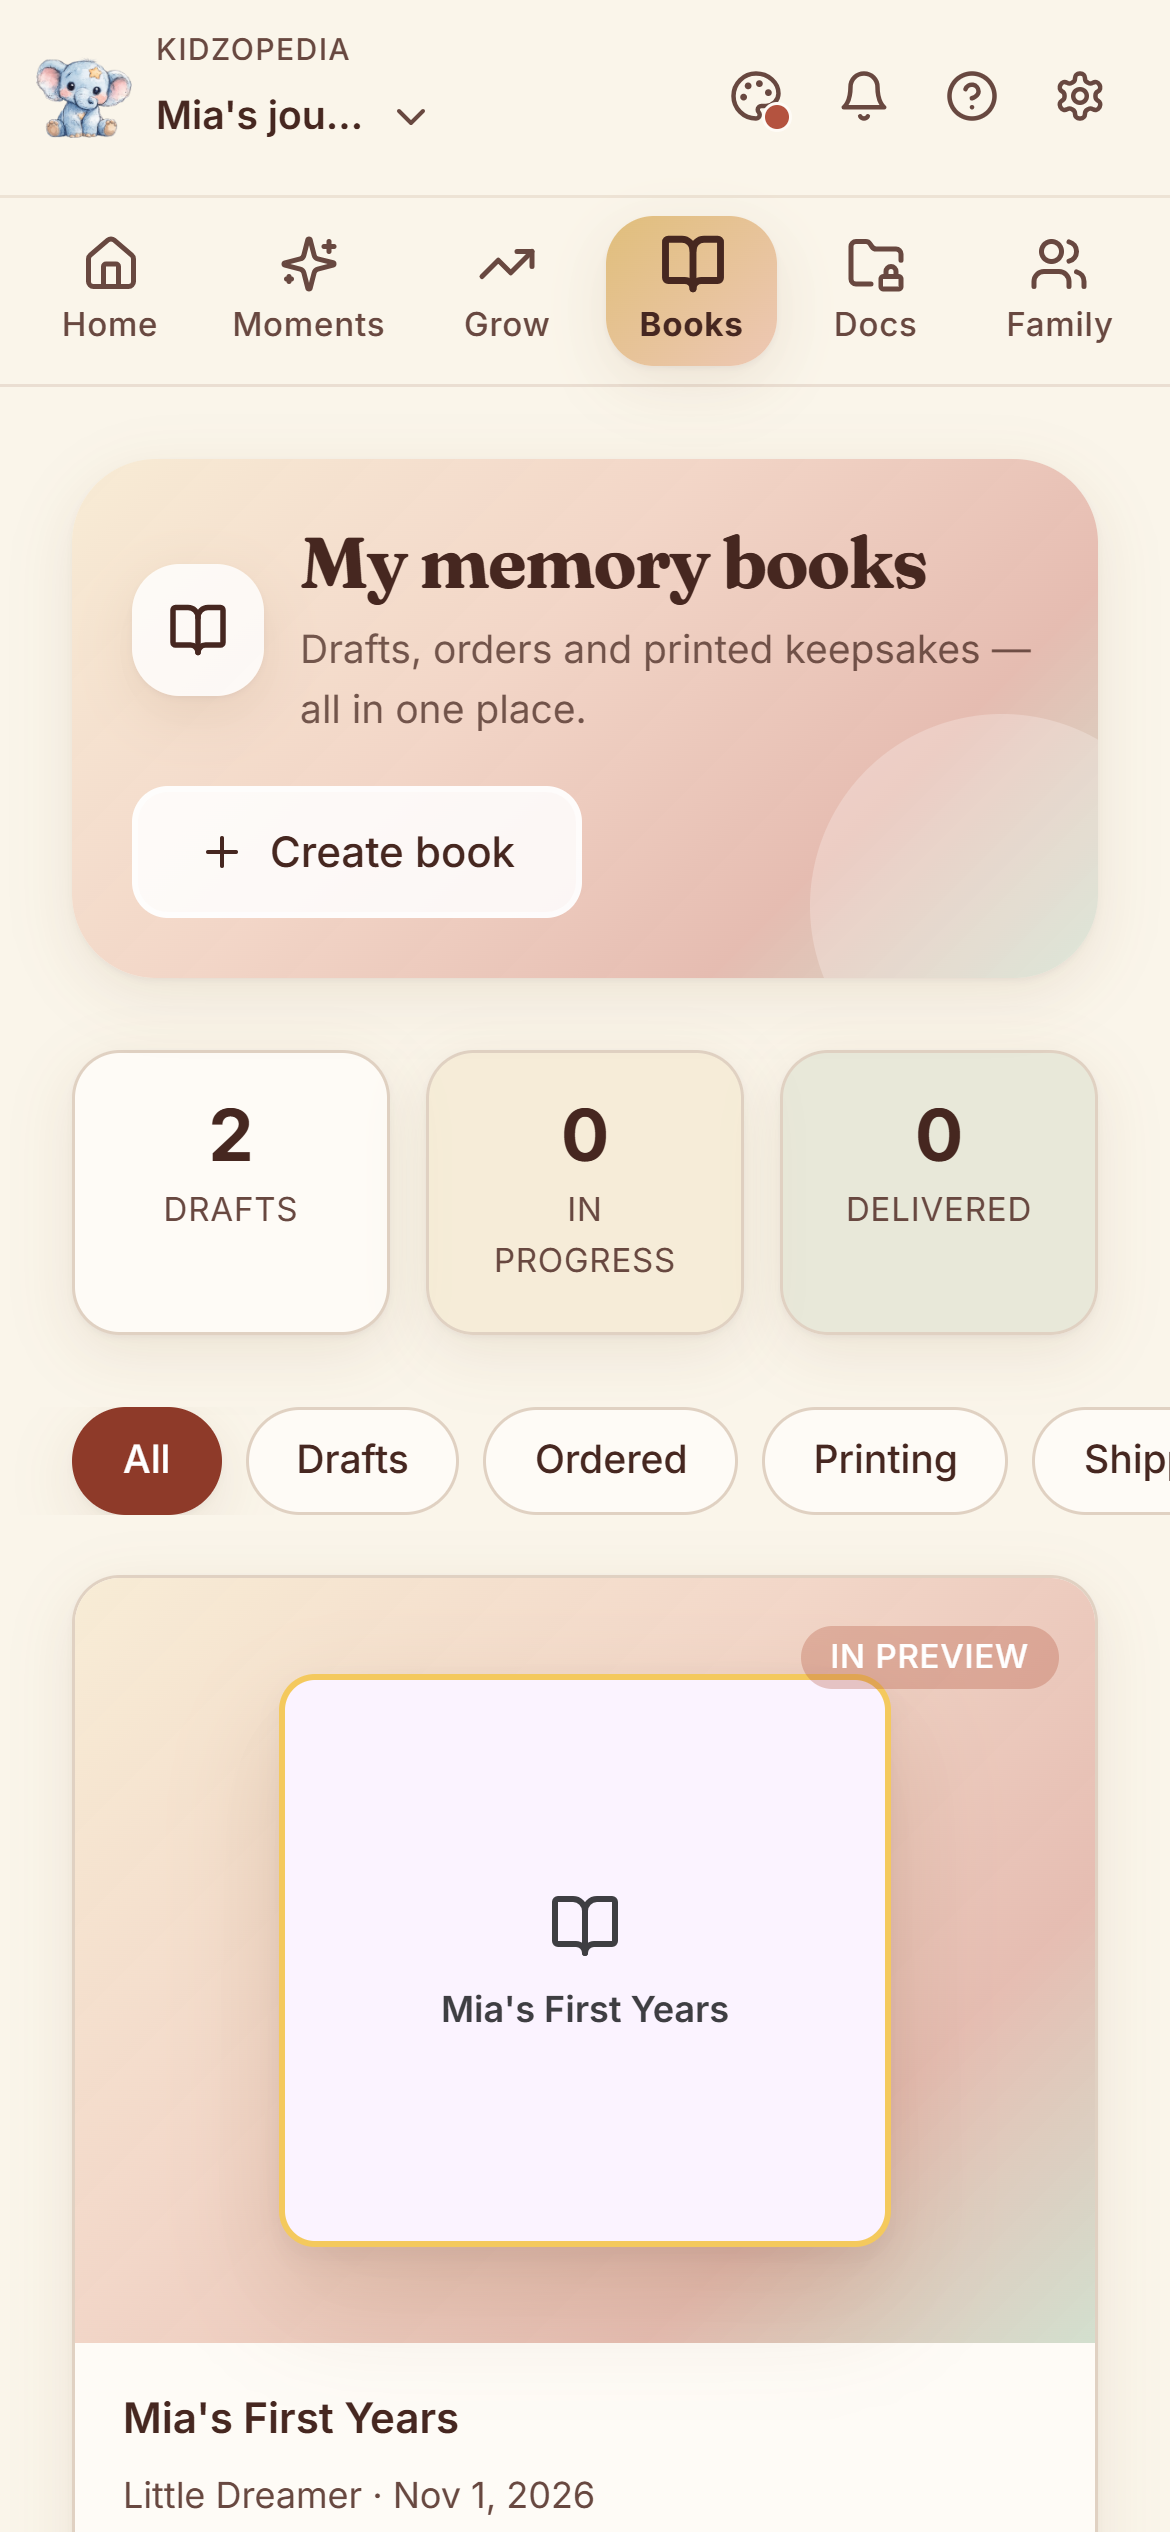 KIDZOPEDIA
Mia's jou...
Home
Moments
Grow
Books
Docs
Family
My memory books
Drafts, orders and printed keepsakes —
all in one place.
Create book
2
DRAFTS
0
IN
PROGRESS
0
DELIVERED
All
Drafts
Ordered
Printing
Ship
IN PREVIEW
Mia's First Years
Mia's First Years
Little Dreamer · Nov 1, 2026